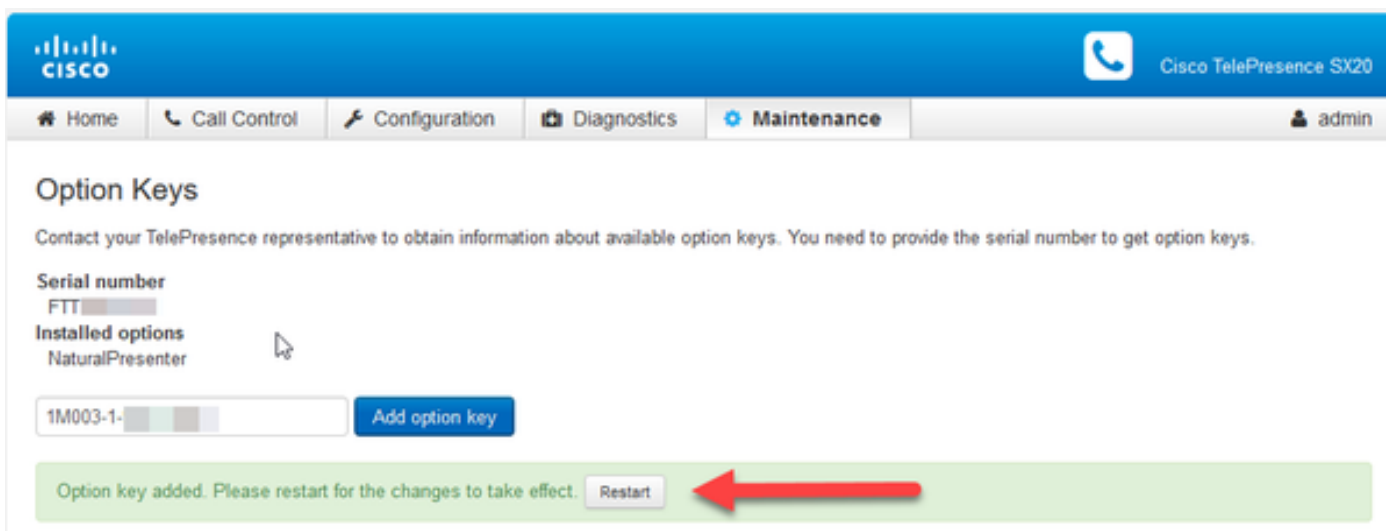 CISCO
Cisco TelePresence SX20
Home Call Control Configuration Diagnostics Maintenance admin
Option Keys
Contact your TelePresence representative to obtain information about available option keys. You need to provide the serial number to get option keys.
Serial number
FTT
Installed options
NaturalPresenter
1M003-1- Add option key
Option key added. Please restart for the changes to take effect. Restart